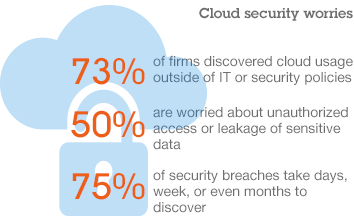 Cloud security worries
73% of firms discovered cloud usage
outside of IT or security policies
50% are worried about unauthorized
access or leakage of sensitive
data
75% of security breaches take days,
week, or even months to
discover